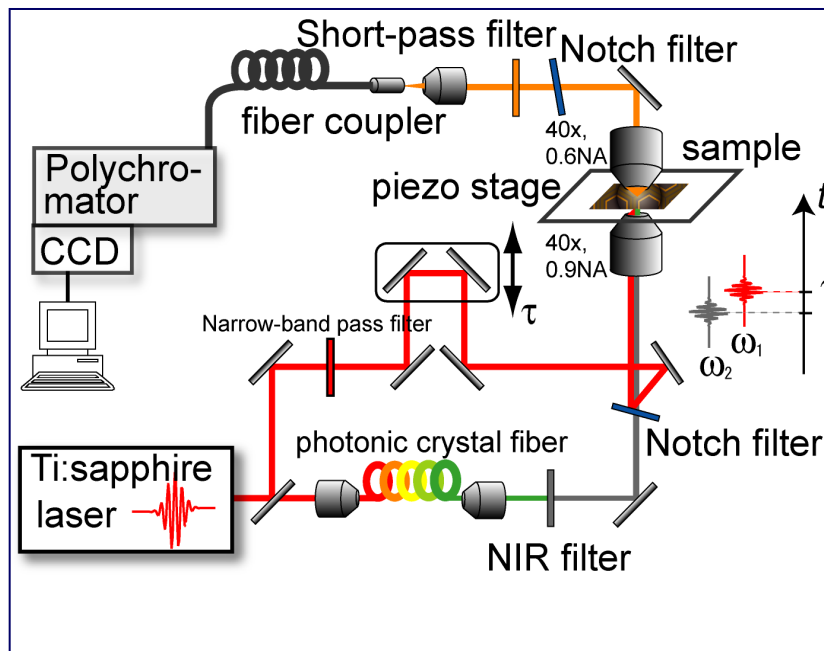 Short-pass filter
Notch filter
fiber coupler
40x,
0.6NA
sample
Polychro-
mator
piezo stage
t
CCD
40x,
0.9NA
τ
Narrow-band pass filter
ω1
ω2
photonic crystal fiber
Notch filter
Ti:sapphire
laser
NIR filter